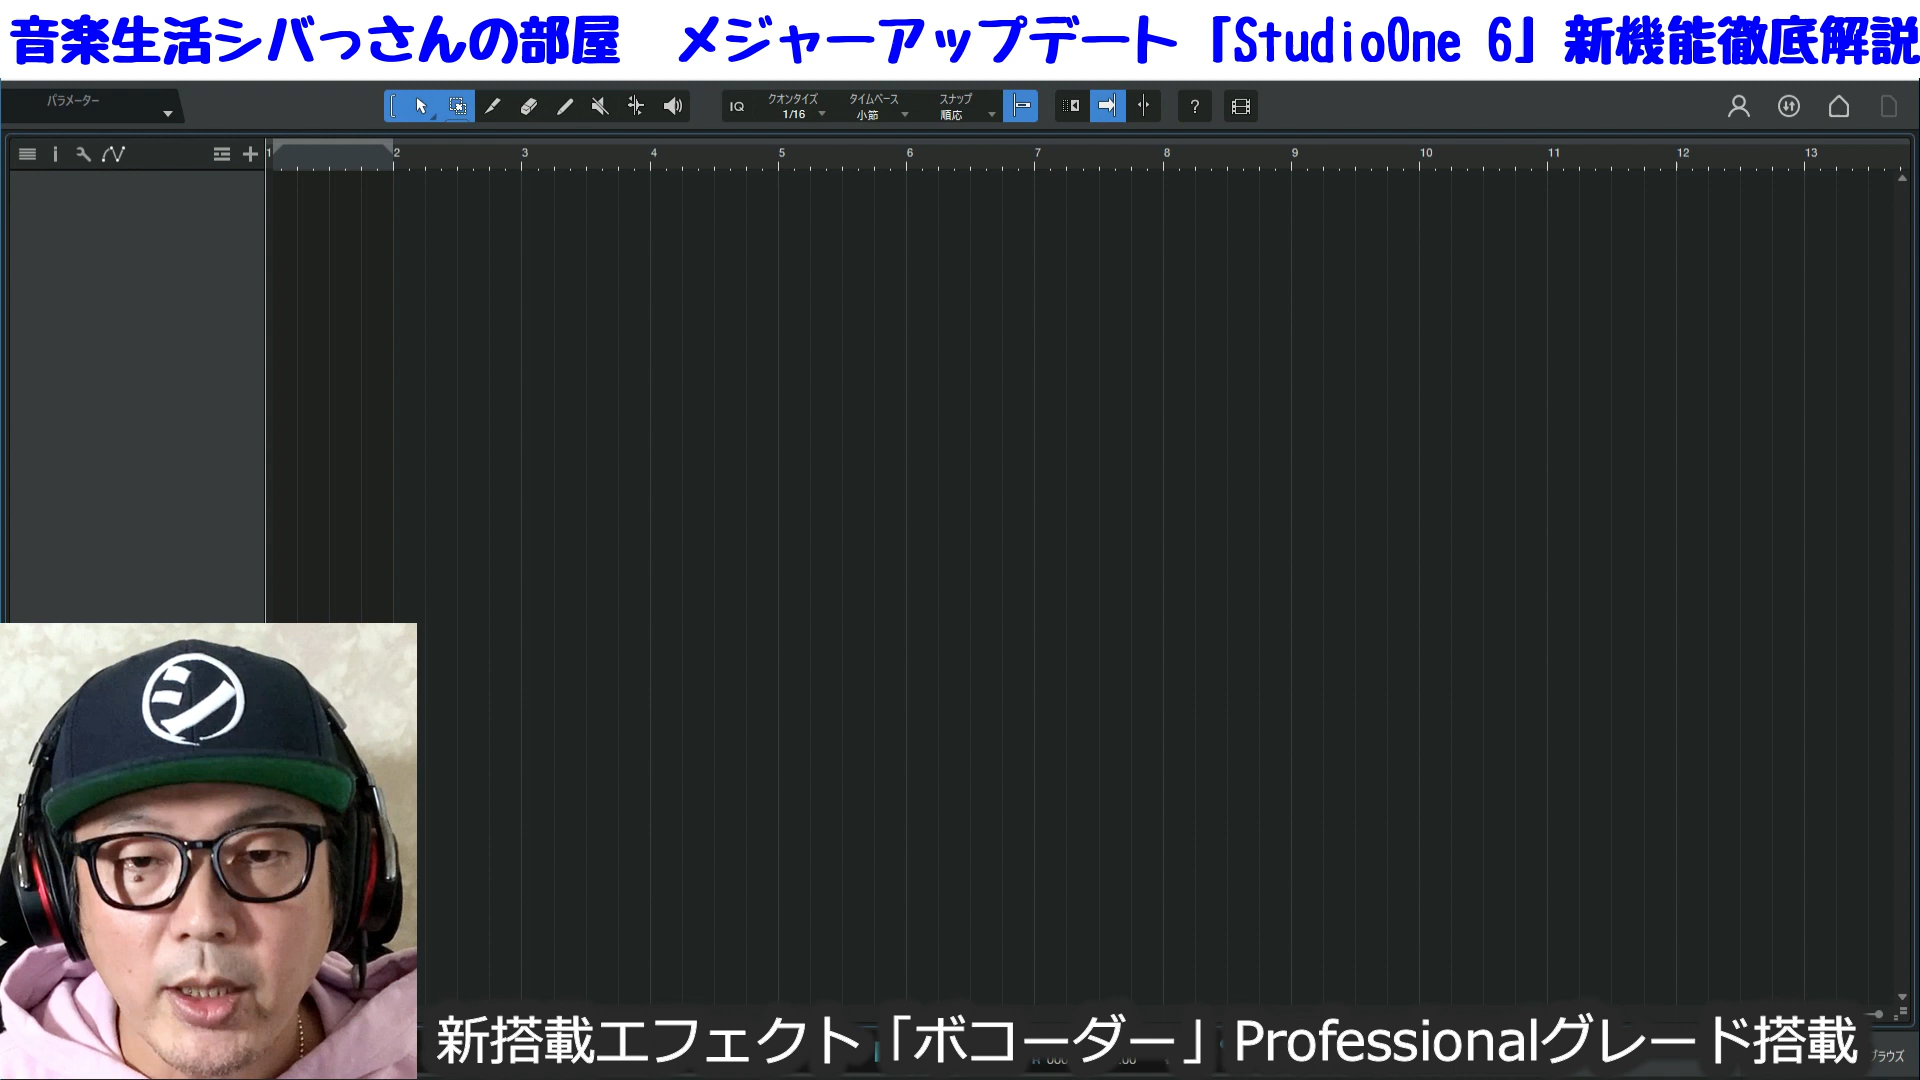 音楽生活シバっさんの部屋　メジャーアップデート「StudioOne 6」新機能徹底解説
パラメーター
IQ
クオンタイズ
1/16
タイムベース
小節
スナップ
順応
?
1 2 3 4 5 6 7 8 9 10 11 12 13
シ
新搭載エフェクト「ボコーダー」Professionalグレード搭載